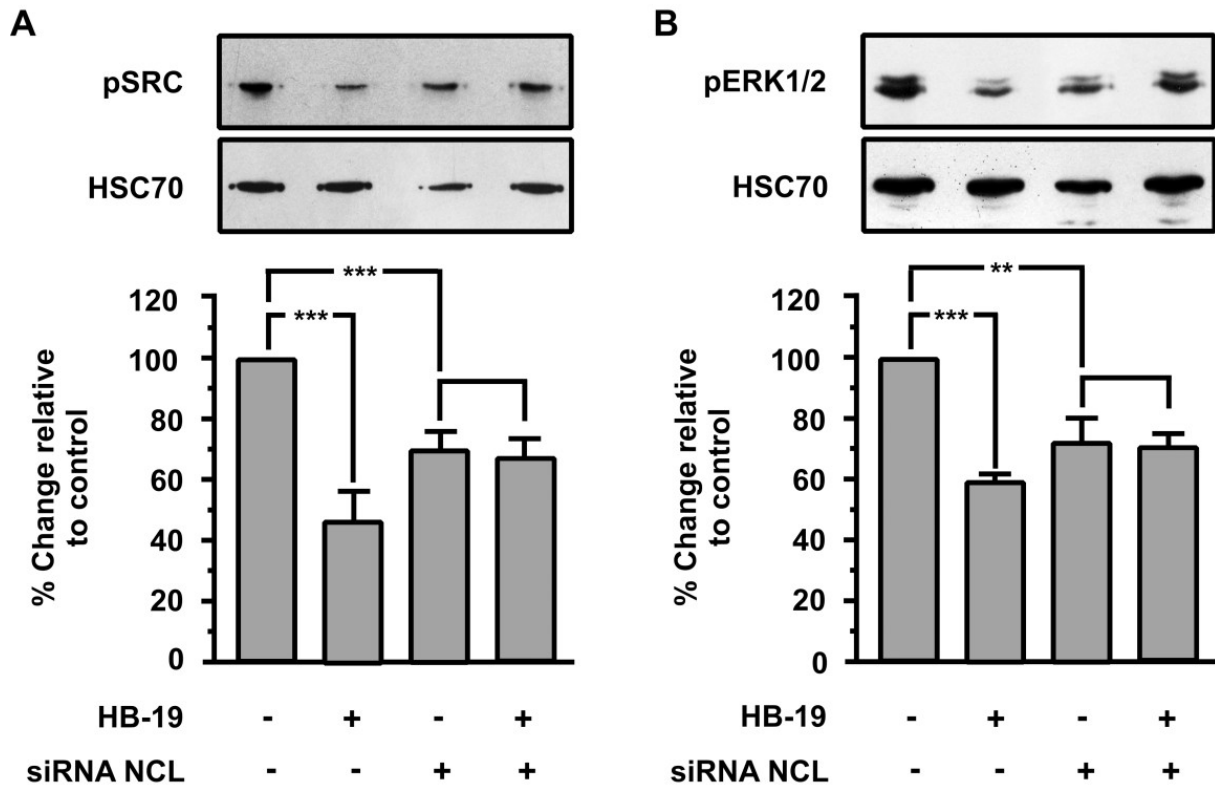 A
pSRC
HSC70
120
100
80
60
40
20
0
% Change relative
to control
***
***
HB-19 - + - +
siRNA NCL - - + +
B
pERK1/2
HSC70
120
100
80
60
40
20
0
% Change relative
to control
**
***
HB-19 - + - +
siRNA NCL - - + +